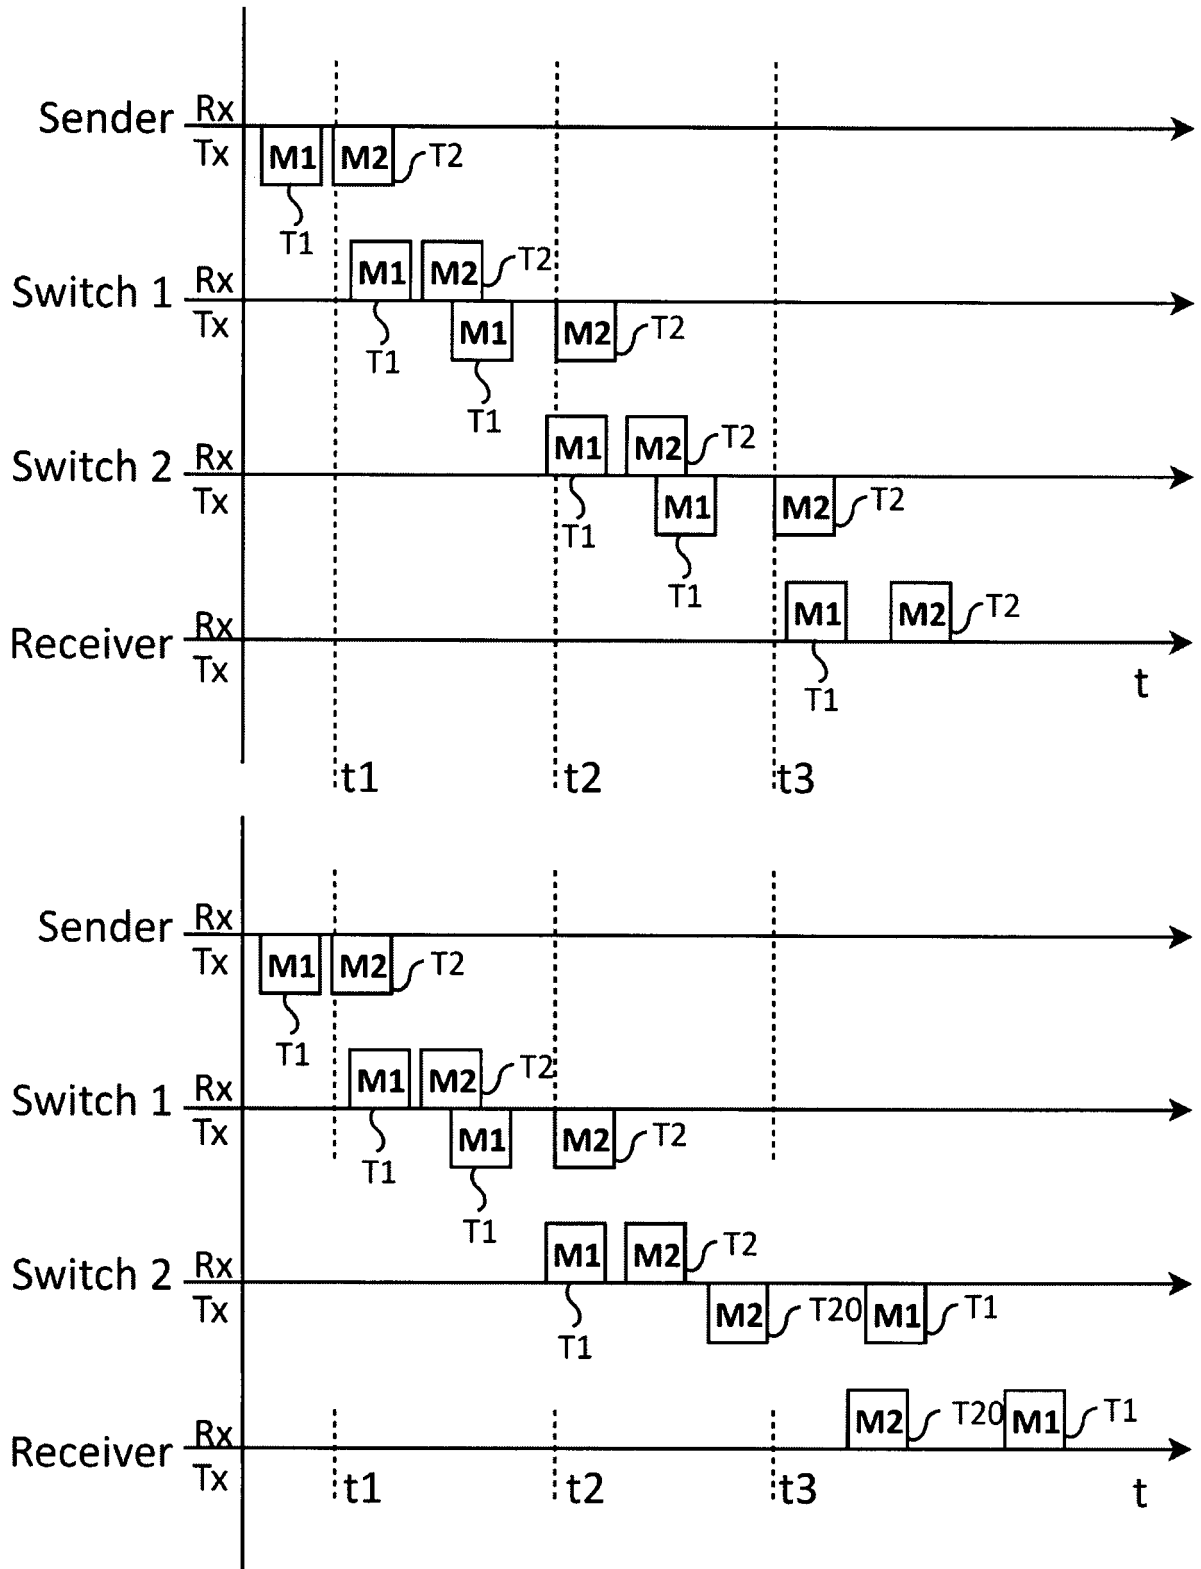 Sender Rx
Tx M1 M2 T2
T1
Switch 1 Rx M1 M2 T2
Tx T1 M1 M2 T2
T1
Switch 2 Rx M1 M2 T2
Tx T1 M1 M2 T2
T1
Receiver Rx M1 M2 T2
Tx T1 t
t1 t2 t3
Sender Rx
Tx M1 M2 T2
T1
Switch 1 Rx M1 M2 T2
Tx T1 M1 M2 T2
T1
Switch 2 Rx M1 M2 T2
Tx T1 M2 T20 M1 T1
Receiver Rx M2 T20 M1 T1
Tx t1 t2 t3 t